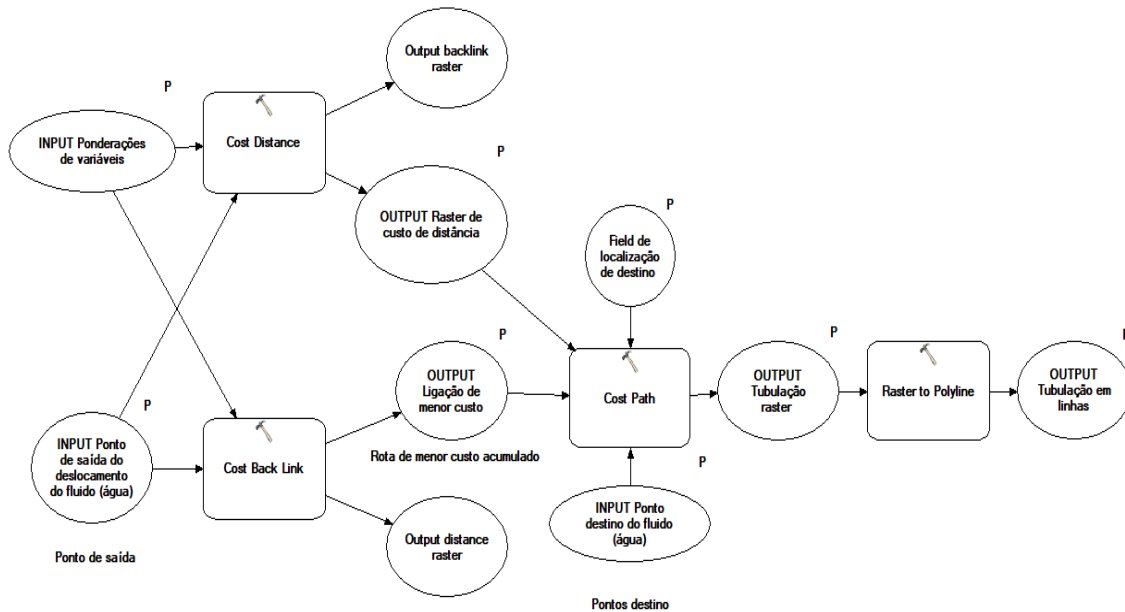 Output backlink
raster
P
INPUT Ponderações
de variáveis
Cost Distance
P
OUTPUT Raster de
custo de distância
P
Field de
localização
de destino
P
OUTPUT
Ligação de
menor custo
Rota de menor custo acumulado
Cost Path
P
OUTPUT
Tubulação
raster
Raster to Polyline
P
OUTPUT
Tubulação em
linhas
P
INPUT Ponto
de saída do
deslocamento
do fluido (água)
Ponto de saída
Cost Back Link
Output distance
raster
P
INPUT Ponto
destino do fluido
(água)
Pontos destino